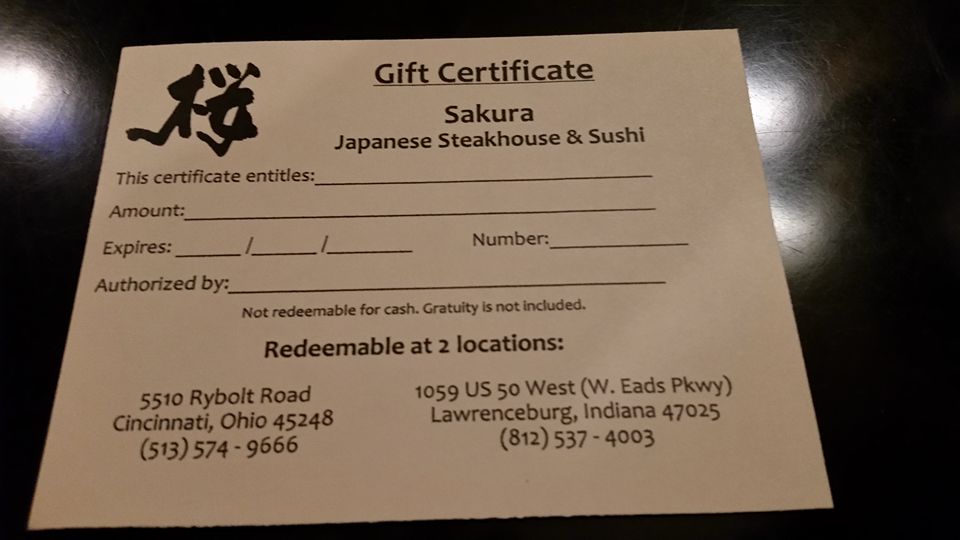 桜
Gift Certificate
Sakura
Japanese Steakhouse & Sushi
This certificate entitles:
Amount:
Expires: / / Number:
Authorized by:
Not redeemable for cash. Gratuity is not included.
Redeemable at 2 locations:
5510 Rybolt Road
Cincinnati, Ohio 45248
(513) 574 - 9666
1059 US 50 West (W. Eads Pkwy)
Lawrenceburg, Indiana 47025
(812) 537 - 4003